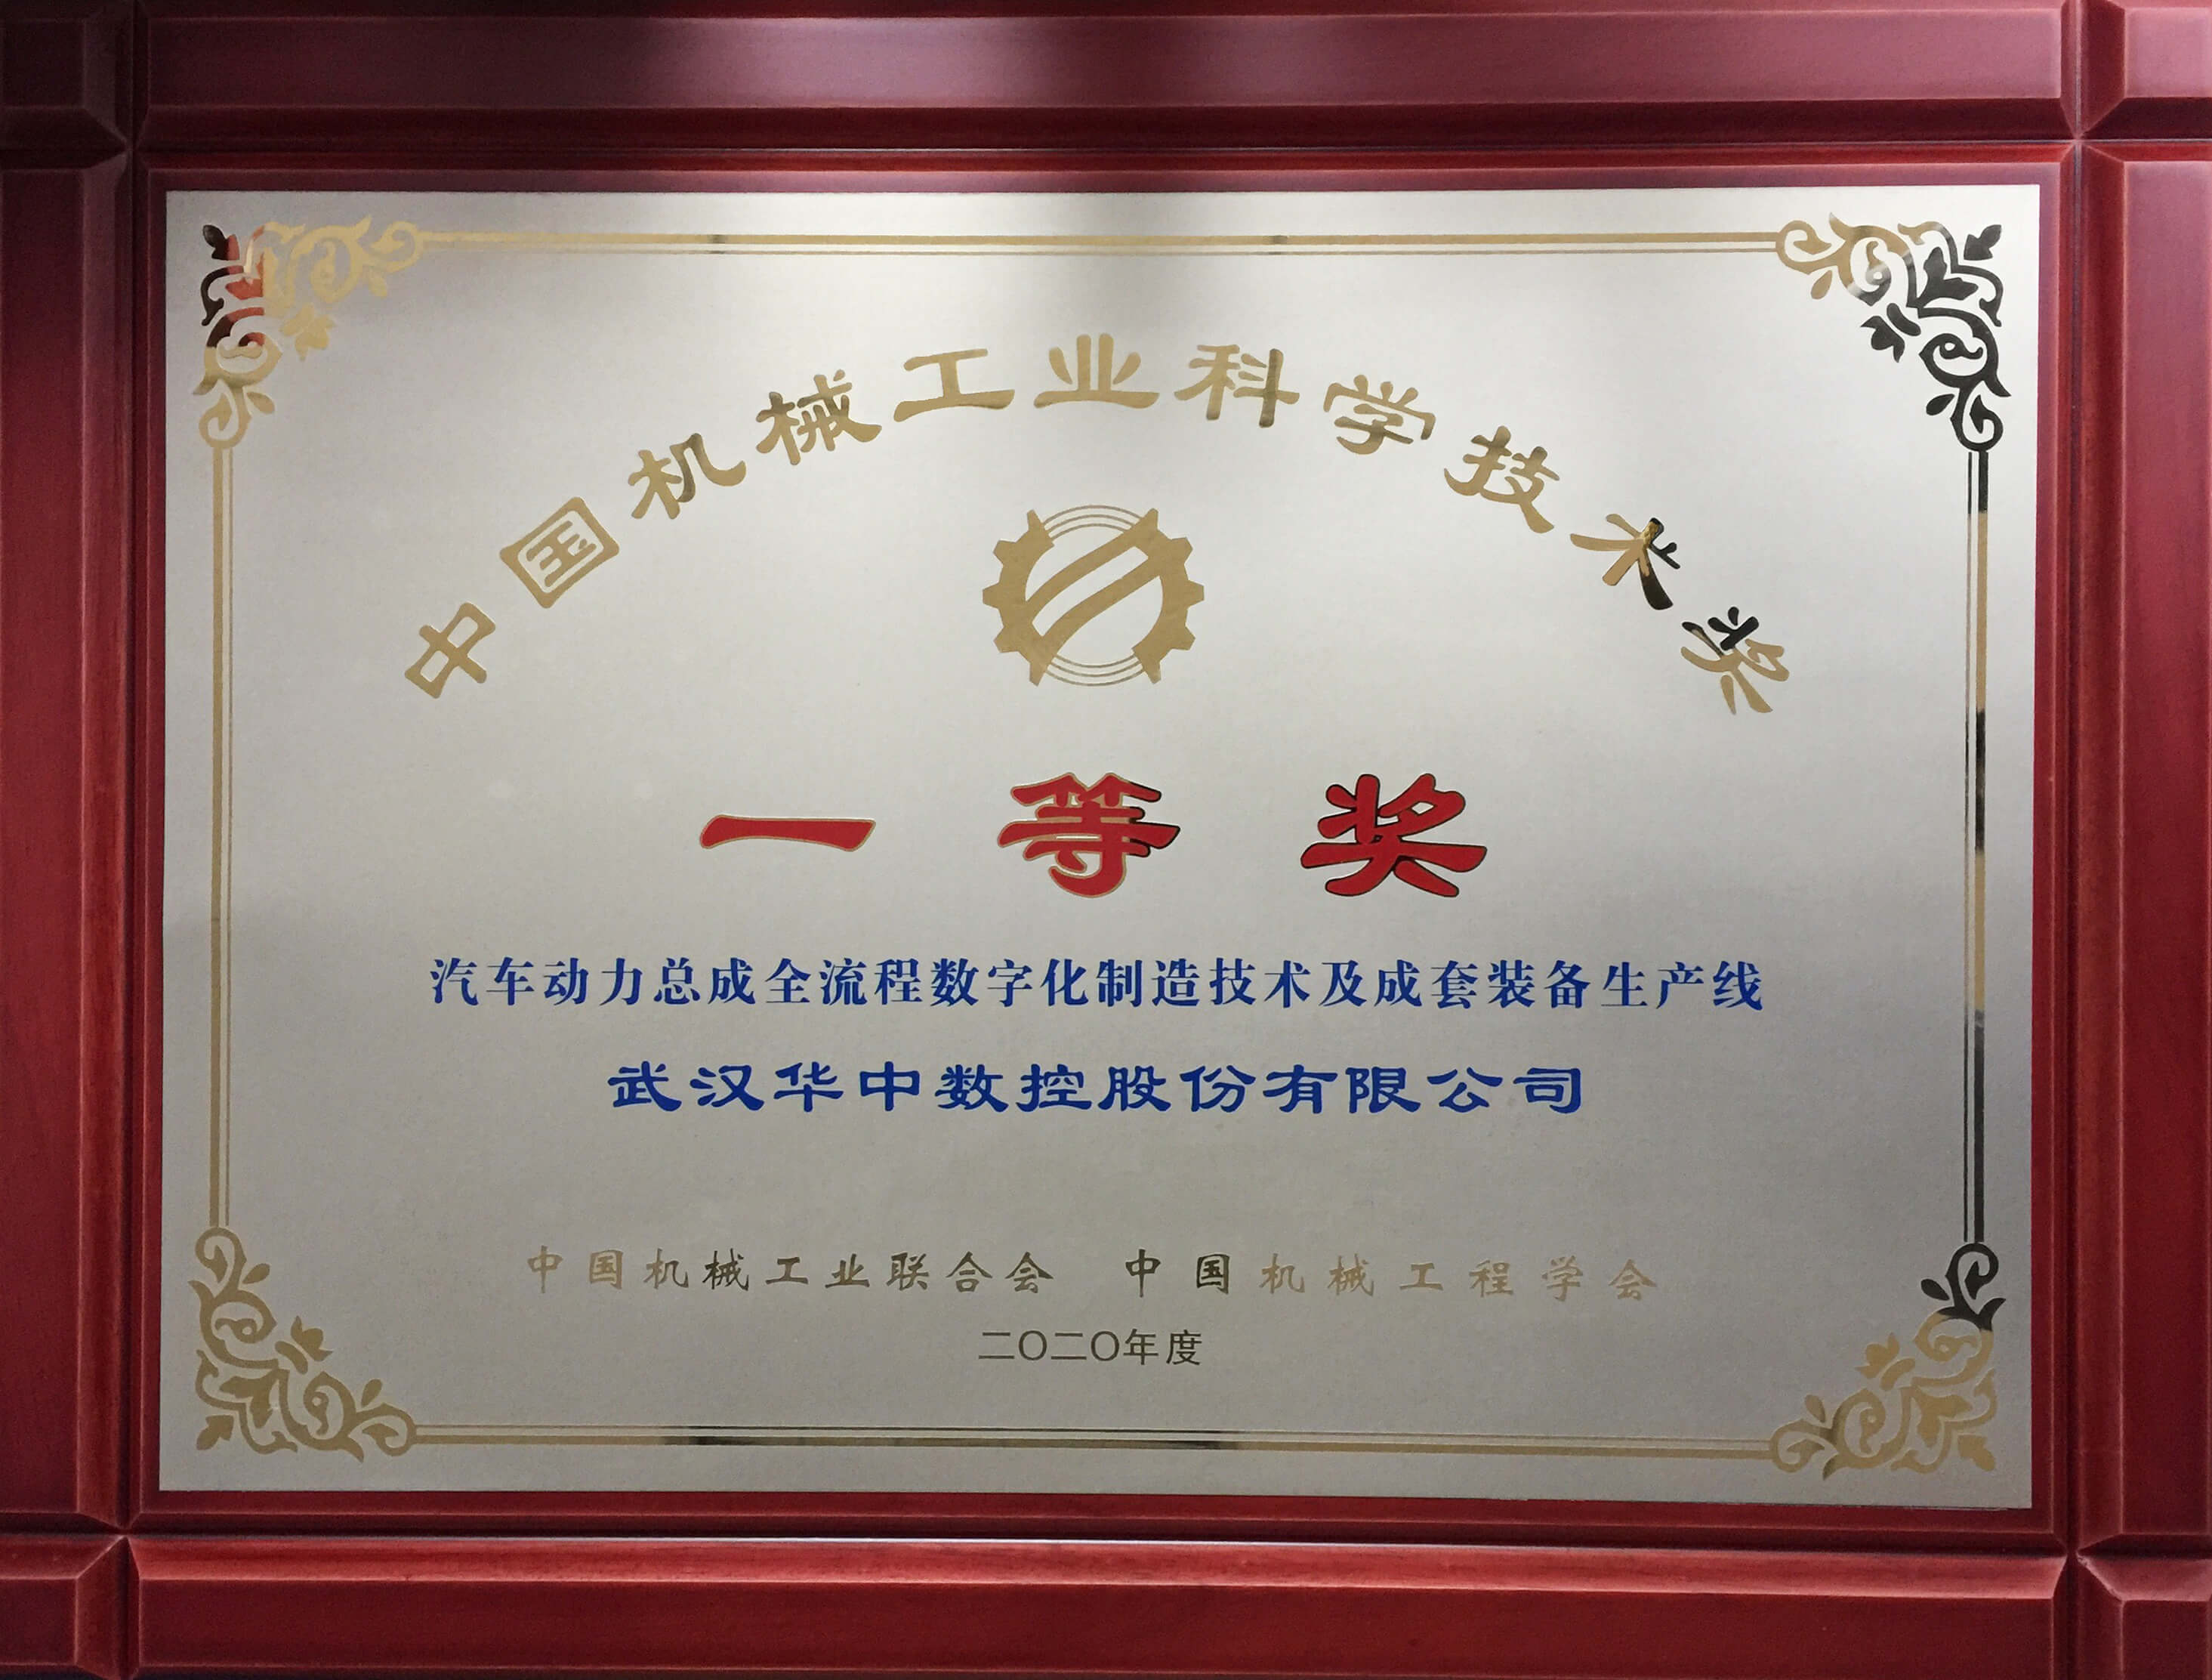 中国机械工业科学技术奖
一等奖
汽车动力总成全流程数字化制造技术及成套装备生产线
武汉华中数控股份有限公司
中国机械工业联合会 中国机械工程学会
二〇二〇年度